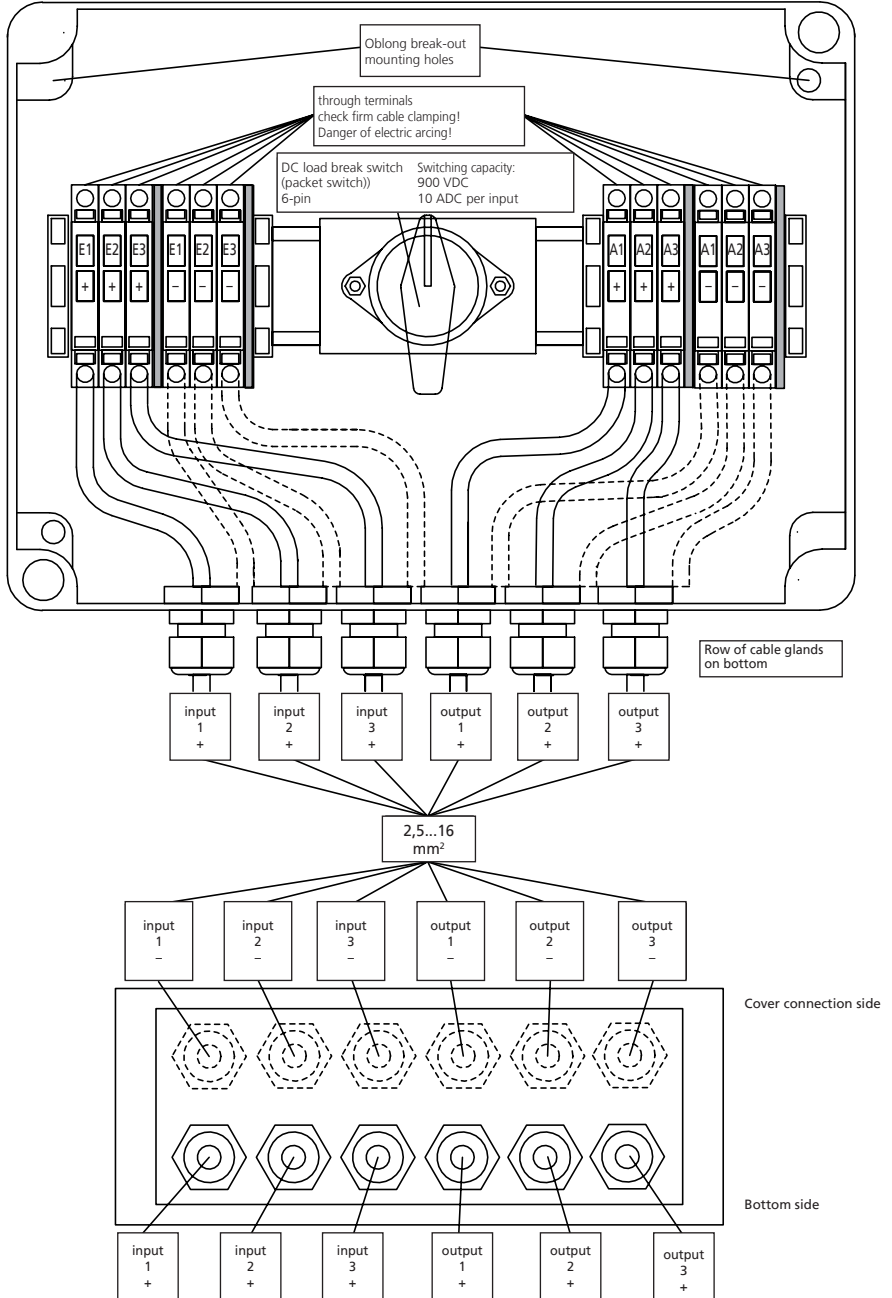 Oblong break-out
mounting holes
through terminals
check firm cable clamping!
Danger of electric arcing!
DC load break switch
(packet switch))
6-pin
Switching capacity:
900 VDC
10 ADC per input
E1
E2
E3
E1
E2
E3
+
+
+
–
–
–
A1
A2
A3
A1
A2
A3
+
+
+
–
–
–
Row of cable glands
on bottom
input
1
+
input
2
+
input
3
+
output
1
+
output
2
+
output
3
+
2,5...16
mm²
input
1
–
input
2
–
input
3
–
output
1
–
output
2
–
output
3
–
Cover connection side
Bottom side
input
1
+
input
2
+
input
3
+
output
1
+
output
2
+
output
3
+